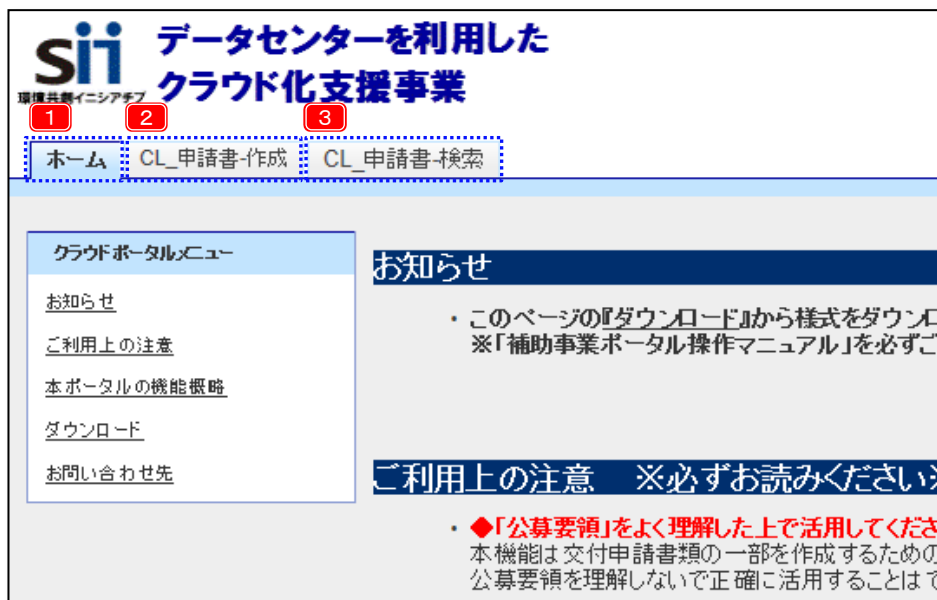 sii
環境共創イニシアチブ
データセンターを利用した
クラウド化支援事業
1
2
3
ホーム
CL_申請書-作成
CL_申請書-検索
クラウドポータルメニュー
お知らせ
ご利用上の注意
本ポータルの機能概略
ダウンロード
お問い合わせ先
お知らせ
・このページの『ダウンロード』から様式をダウンロ
※「補助事業ポータル操作マニュアル」を必ずご
ご利用上の注意 ※必ずお読みください※
・◆「公募要領」をよく理解した上で活用してくださ
本機能は交付申請書類の一部を作成するための
公募要領を理解しないで正確に活用することはで